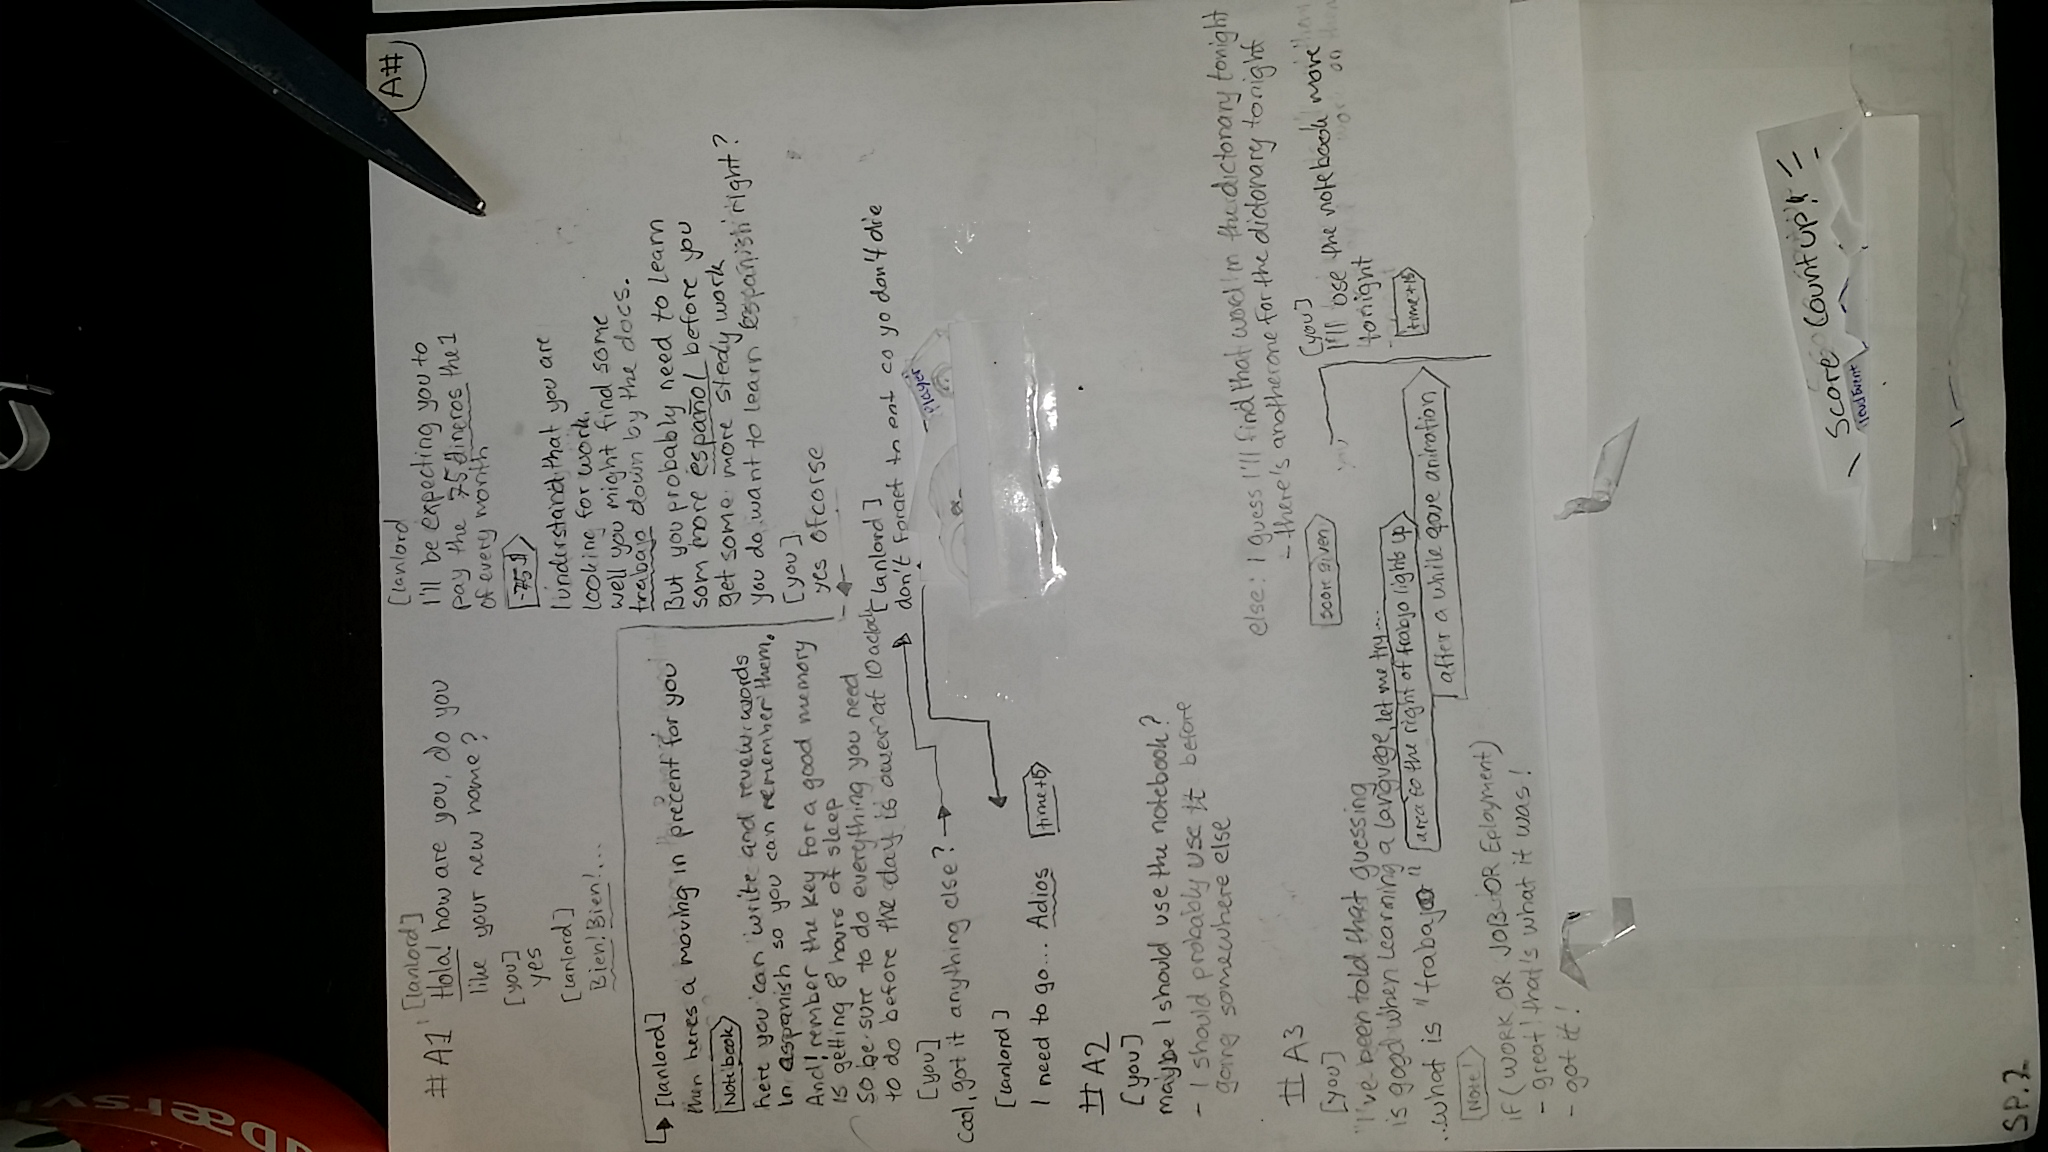 A#
#A1
[lanlord]
Hola! how are you, do you
like your new home?
[you]
yes
[lanlord]
Bien! Bien!...
[lanlord
I'll be expecting you to
pay the 75 dineros the 1
of every month
-75$
I understand that you are
looking for work.
well you might find some
trabajo down by the docs.
But you probably need to learn
som more español before you
get some more stedy work
you do want to learn espanish right?
[you]
yes ofcorse
[lanlord]
then heres a moving in precent for you
Notebook
here you can write and revew words
in aspanish so you can remember them.
And! rember the key for a good memory
is getting 8 hours of sleep
so be sure to do everything you need
to do before the day is ower at 10 aclock
[you]
cool, got it anything else?
[lanlord]
don't forget to eat so yo don't die
Player
[lanlord]
I need to go... Adios
time+15
#A2
[you]
maybe I should use the notebook?
- I should probably use it before
going somewhere else
#A3
[you]
"I've been told that guessing
is good when learning a languege, let me try....
..what is "trabajo"
area to the right of trabjo lights up
after a while gave animation
Note!
if (WORK OR JOB OR Eployment)
- great! that's what it was!
- got it!
else: I guess I'll find that word in the dictonary tonight
- there's anotherone for the dictonary tonight
score given
[you]
I'll use the notebook more
tonight
time+15
Score Count up!
SP.2